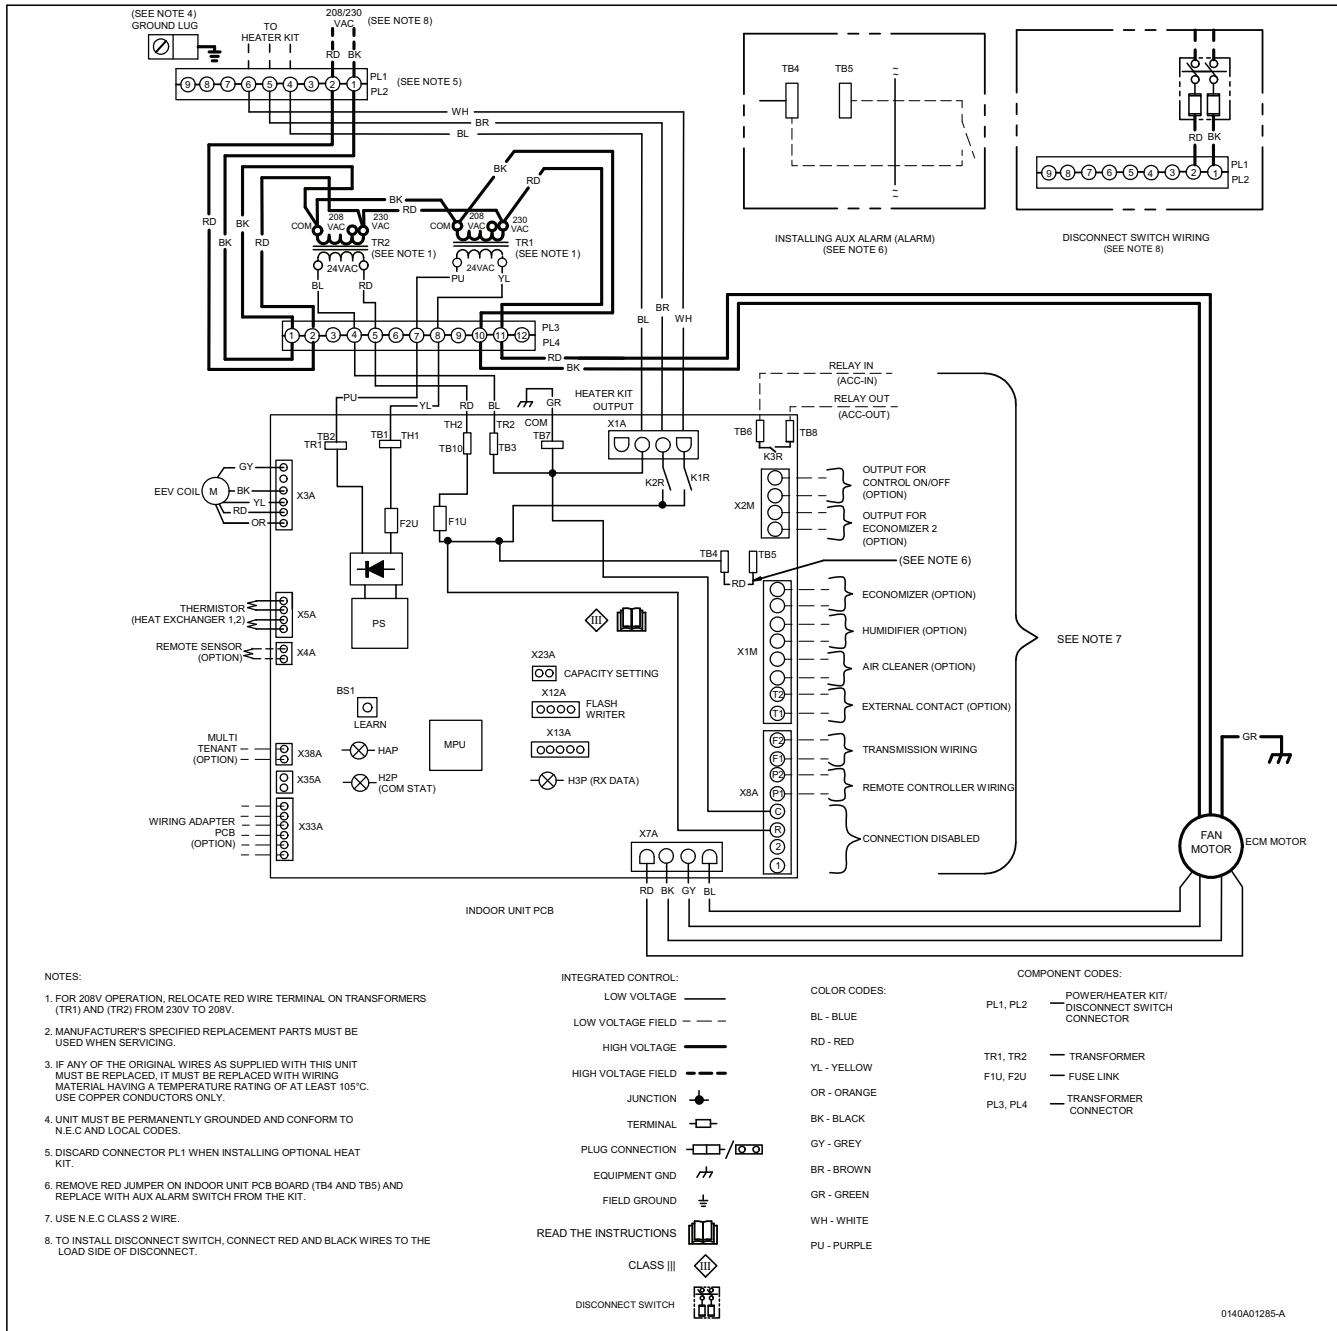 (SEE NOTE 4)
GROUND LUG
TO
HEATER KIT
208/230
VAC
(SEE NOTE 8)
RD BK
9 8 7 6 5 4 3 2 1
PL1
PL2
(SEE NOTE 5)
WH
BR
BL
RD
BK
BK
RD
BK
RD
BK
RD
COM
208
VAC
230
VAC
TR2
(SEE NOTE 1)
24VAC
BL
RD
COM
208
VAC
230
VAC
TR1
(SEE NOTE 1)
24VAC
PU
YL
BL
BR
WH
1 2 3 4 5 6 7 8 9 10 11 12
PL3
PL4
RD
BK
TB4
TB5
INSTALLING AUX ALARM (ALARM)
(SEE NOTE 6)
RD BK
9 8 7 6 5 4 3 2 1
PL1
PL2
DISCONNECT SWITCH WIRING
(SEE NOTE 8)
PU
YL
RD
BL
GR
TB2
TR1
TB1
TH1
TH2
TB10
TR2
TB3
COM
TB7
HEATER KIT
OUTPUT
X1A
K2R
K1R
RELAY IN
(ACC-IN)
RELAY OUT
(ACC-OUT)
TB6
TB8
K3R
GY
BK
YL
RD
OR
EEV COIL
M
X3A
F2U
F1U
X2M
OUTPUT FOR
CONTROL ON/OFF
(OPTION)
OUTPUT FOR
ECONOMIZER 2
(OPTION)
TB4
TB5
RD
(SEE NOTE 6)
PS
THERMISTOR
(HEAT EXCHANGER 1,2)
X5A
REMOTE SENSOR
(OPTION)
X4A
III
X1M
T2
T1
ECONOMIZER (OPTION)
HUMIDIFIER (OPTION)
AIR CLEANER (OPTION)
EXTERNAL CONTACT (OPTION)
SEE NOTE 7
X23A
CAPACITY SETTING
X12A
FLASH
WRITER
X13A
BS1
LEARN
MPU
MULTI
TENANT
(OPTION)
X38A
HAP
X35A
H2P
(COM STAT)
H3P (RX DATA)
WIRING ADAPTER
PCB
(OPTION)
X33A
X8A
F2
F1
P2
P1
C
R
2
1
TRANSMISSION WIRING
REMOTE CONTROLLER WIRING
CONNECTION DISABLED
GR
X7A
RD BK GY BL
FAN
MOTOR
ECM MOTOR
INDOOR UNIT PCB
NOTES:
1. FOR 208V OPERATION, RELOCATE RED WIRE TERMINAL ON TRANSFORMERS
(TR1) AND (TR2) FROM 230V TO 208V.
2. MANUFACTURER'S SPECIFIED REPLACEMENT PARTS MUST BE
USED WHEN SERVICING.
3. IF ANY OF THE ORIGINAL WIRES AS SUPPLIED WITH THIS UNIT
MUST BE REPLACED, IT MUST BE REPLACED WITH WIRING
MATERIAL HAVING A TEMPERATURE RATING OF AT LEAST 105°C.
USE COPPER CONDUCTORS ONLY.
4. UNIT MUST BE PERMANENTLY GROUNDED AND CONFORM TO
N.E.C AND LOCAL CODES.
5. DISCARD CONNECTOR PL1 WHEN INSTALLING OPTIONAL HEAT
KIT.
6. REMOVE RED JUMPER ON INDOOR UNIT PCB BOARD (TB4 AND TB5) AND
REPLACE WITH AUX ALARM SWITCH FROM THE KIT.
7. USE N.E.C CLASS 2 WIRE.
8. TO INSTALL DISCONNECT SWITCH, CONNECT RED AND BLACK WIRES TO THE
LOAD SIDE OF DISCONNECT.
INTEGRATED CONTROL:
LOW VOLTAGE
LOW VOLTAGE FIELD
HIGH VOLTAGE
HIGH VOLTAGE FIELD
JUNCTION
TERMINAL
PLUG CONNECTION
EQUIPMENT GND
FIELD GROUND
READ THE INSTRUCTIONS
CLASS |||
III
DISCONNECT SWITCH
COLOR CODES:
BL - BLUE
RD - RED
YL - YELLOW
OR - ORANGE
BK - BLACK
GY - GREY
BR - BROWN
GR - GREEN
WH - WHITE
PU - PURPLE
COMPONENT CODES:
PL1, PL2 — POWER/HEATER KIT/
DISCONNECT SWITCH
CONNECTOR
TR1, TR2 — TRANSFORMER
F1U, F2U — FUSE LINK
PL3, PL4 — TRANSFORMER
CONNECTOR
0140A01285-A